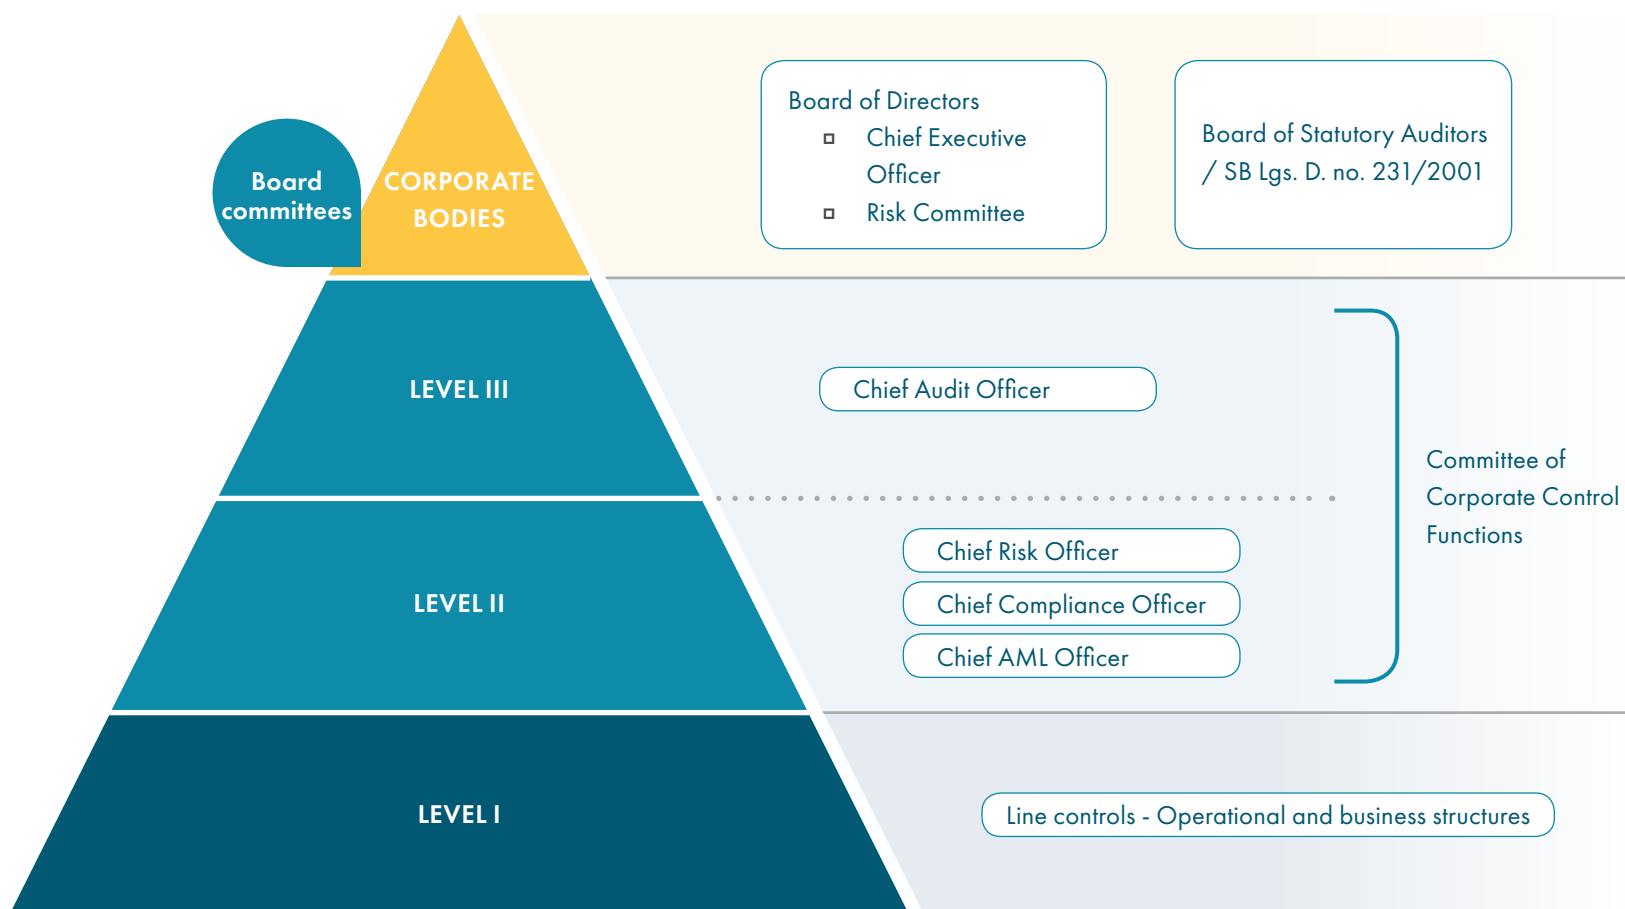 Board
committees
CORPORATE
BODIES
Board of Directors
Chief Executive
Officer
Risk Committee
Board of Statutory Auditors
/ SB Lgs. D. no. 231/2001
LEVEL III
Chief Audit Officer
Committee of
Corporate Control
Functions
LEVEL II
Chief Risk Officer
Chief Compliance Officer
Chief AML Officer
LEVEL I
Line controls - Operational and business structures